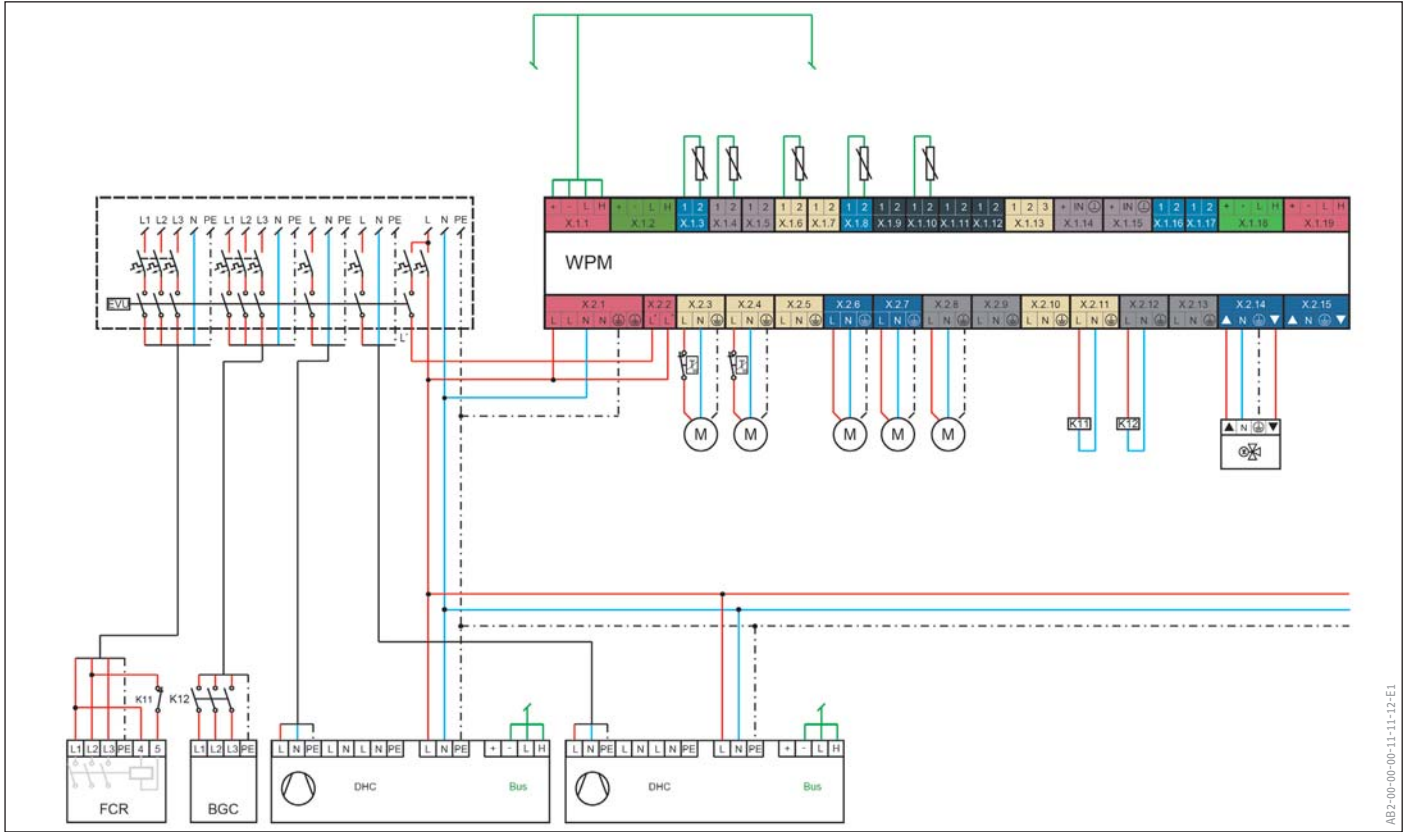 + - L H + - L H 1 2 1 2 1 2 1 2 1 2 1 2 1 2 1 2 1 2 1 2 1 2 3 + IN + IN 1 2 1 2 + - L H + - L H
X.1.1 X.1.2 X.1.3 X.1.4 X.1.5 X.1.6 X.1.7 X.1.8 X.1.9 X.1.10 X.1.11 X.1.12 X.1.13 X.1.14 X.1.15 X.1.16 X.1.17 X.1.18 X.1.19
WPM
X.2.1 X.2.2 X.2.3 X.2.4 X.2.5 X.2.6 X.2.7 X.2.8 X.2.9 X.2.10 X.2.11 X.2.12 X.2.13 X.2.14 X.2.15
L L N N L' L' L N L N L N L N L N L N L N L N L N L N L N ▲ N ▼ ▲ N ▼
L1 L2 L3 N PE L1 L2 L3 N PE L N PE L N PE L N PE
EVU
L'
M M M M M
K11 K12
▲ N ▼
M
K11 K12
L1 L2 L3 PE 4 5
FCR
L1 L2 L3 PE
BGC
L N PE L N L N PE L N PE + - L H
DHC Bus
L N PE L N L N PE L N PE + - L H
DHC Bus
AB2-00-00-00-11-11-12-E1